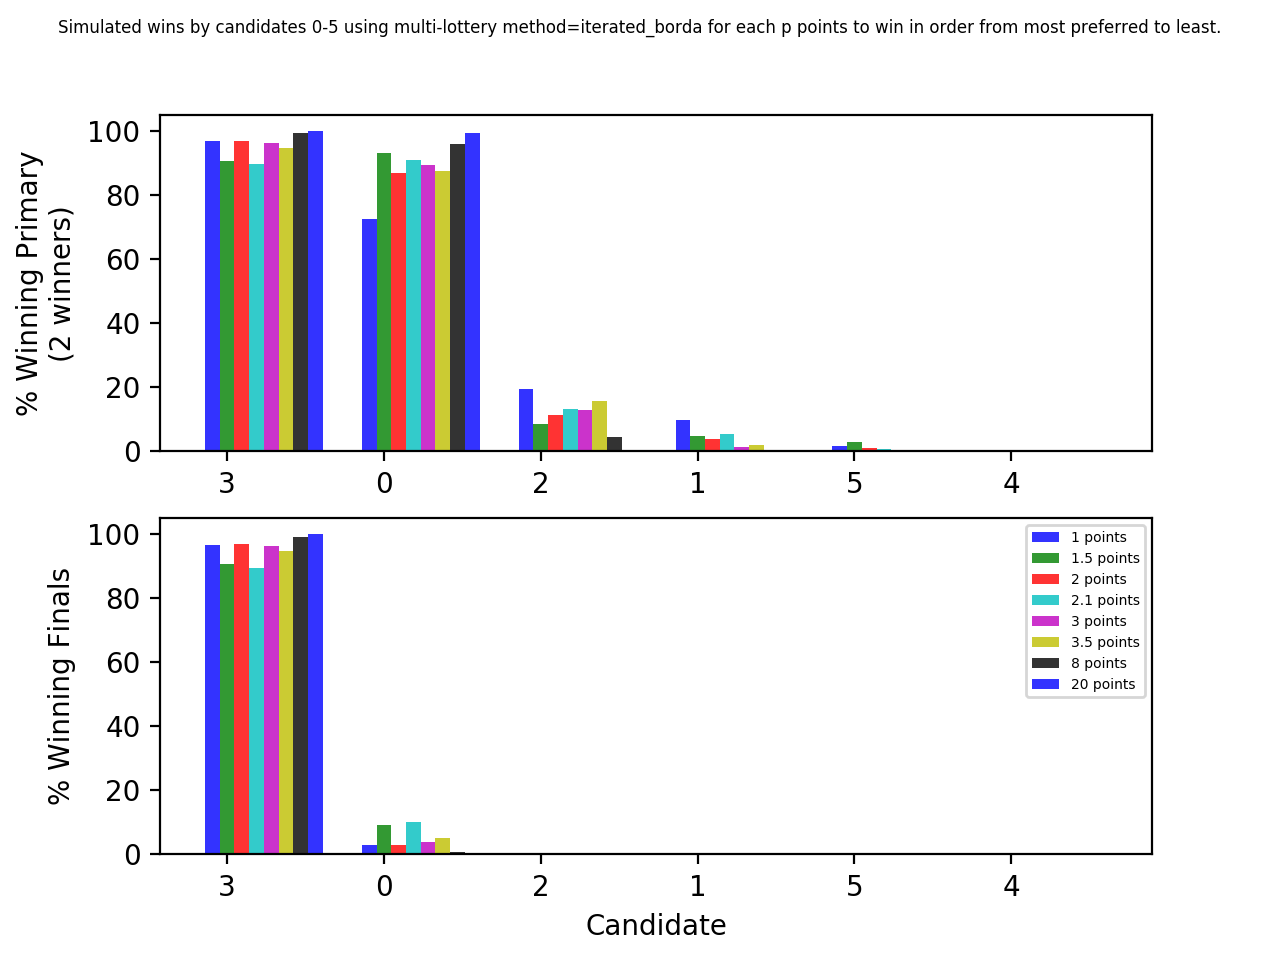 Simulated wins by candidates 0-5 using multi-lottery method=iterated_borda for each p points to win in order from most preferred to least.
% Winning Primary
(2 winners)
100
80
60
40
20
0
3 0 2 1 5 4
% Winning Finals
100
80
60
40
20
0
1 points
1.5 points
2 points
2.1 points
3 points
3.5 points
8 points
20 points
3 0 2 1 5 4
Candidate